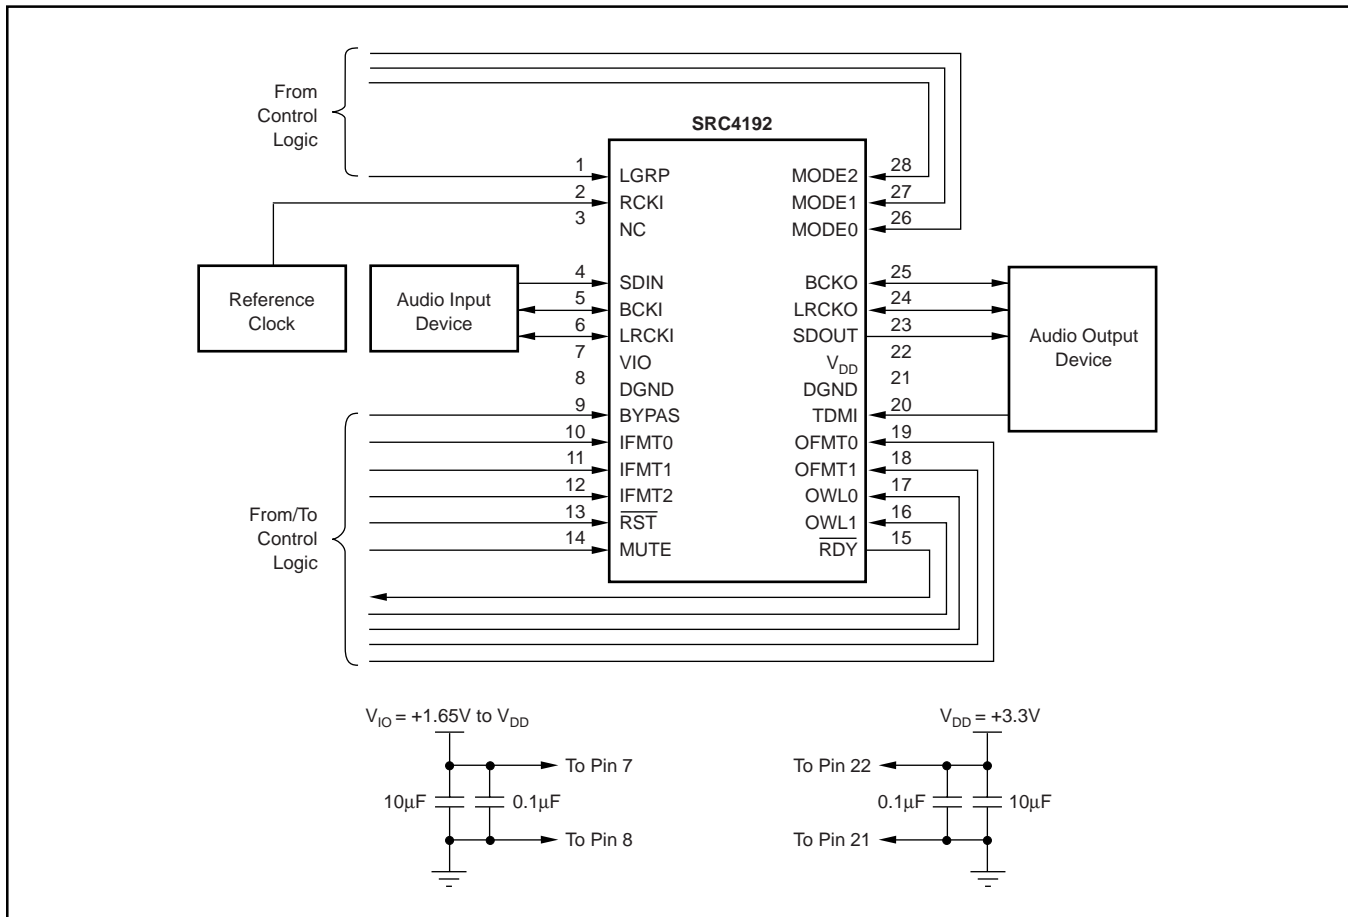 From
Control
Logic
SRC4192
1 LGRP MODE2 28
2 RCKI MODE1 27
3 NC MODE0 26
Reference
Clock
Audio Input
Device
4 SDIN BCKO 25
5 BCKI LRCKO 24
6 LRCKI SDOUT 23
7 VIO VDD 22
8 DGND DGND 21
9 BYPAS TDMI 20
10 IFMT0 OFMT0 19
11 IFMT1 OFMT1 18
12 IFMT2 OWL0 17
13 RST OWL1 16
14 MUTE RDY 15
Audio Output
Device
From/To
Control
Logic
VIO = +1.65V to VDD
To Pin 7
10µF
0.1µF
To Pin 8
VDD = +3.3V
To Pin 22
0.1µF
10µF
To Pin 21